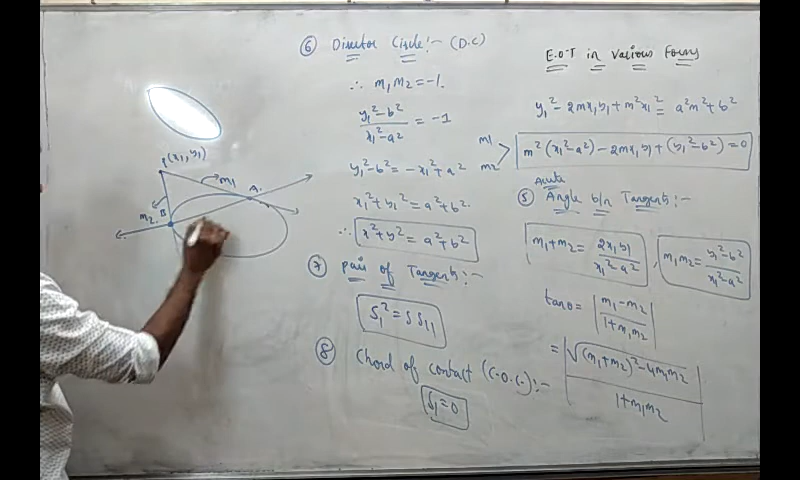 P(x₁, y₁)
m1
A
m2
B
⑥ Director Circle:- (D.C)
∴ m₁m₂ = -1.
y₁² - b² / x₁² - a² = -1
y₁² - b² = -x₁² + a²
x₁² + y₁² = a² + b².
∴ x² + y² = a² + b²
⑦ Pair of Tangents:-
S₁² = S S₁₁
⑧ Chord of contact (C.O.C.):-
S₁ = 0
E.O.T in Various Forms
y₁² - 2mx₁y₁ + m²x₁² = a²m² + b²
m1
m2
m²(x₁² - a²) - 2mx₁y₁ + (y₁² - b²) = 0
Acute
⑤ Angle b/n Tangents:-
m₁ + m₂ = 2x₁y₁ / x₁² - a² , m₁m₂ = y₁² - b² / x₁² - a²
tanθ = | m₁ - m₂ / 1 + m₁m₂ |
= | √(m₁ + m₂)² - 4m₁m₂ / 1 + m₁m₂ |